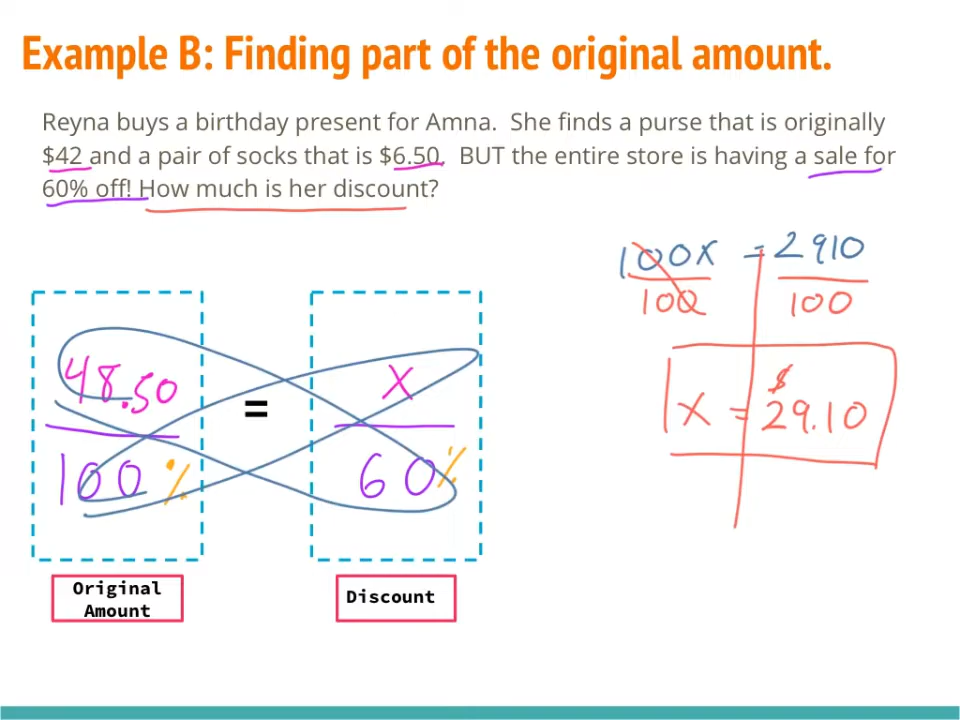 Example B: Finding part of the original amount.
Reyna buys a birthday present for Amna. She finds a purse that is originally
$42 and a pair of socks that is $6.50. BUT the entire store is having a sale for
60% off! How much is her discount?
100x = 2910
100 100
x = $29.10
48.50 = x
100% 60%
Original
Amount
Discount